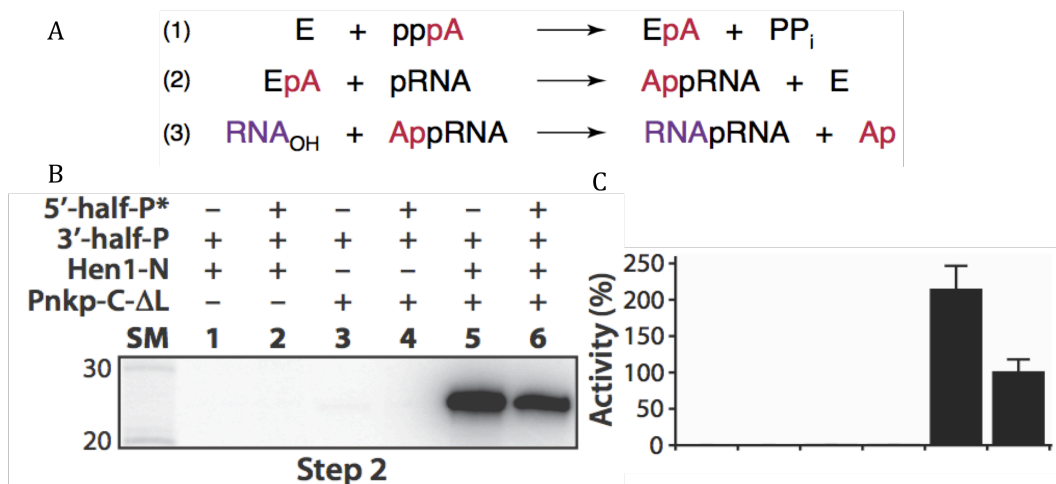 A
(1) E + pppA → EpA + PPi
(2) EpA + pRNA → AppRNA + E
(3) RNAOH + AppRNA → RNApRNA + Ap
B
C
5′-half-P* – + – + – +
3′-half-P + + + + + +
Hen1-N + + – – + +
Pnkp-C-ΔL – – + + + +
SM 1 2 3 4 5 6
30
20
Step 2
Activity (%)
250
200
150
100
50
0